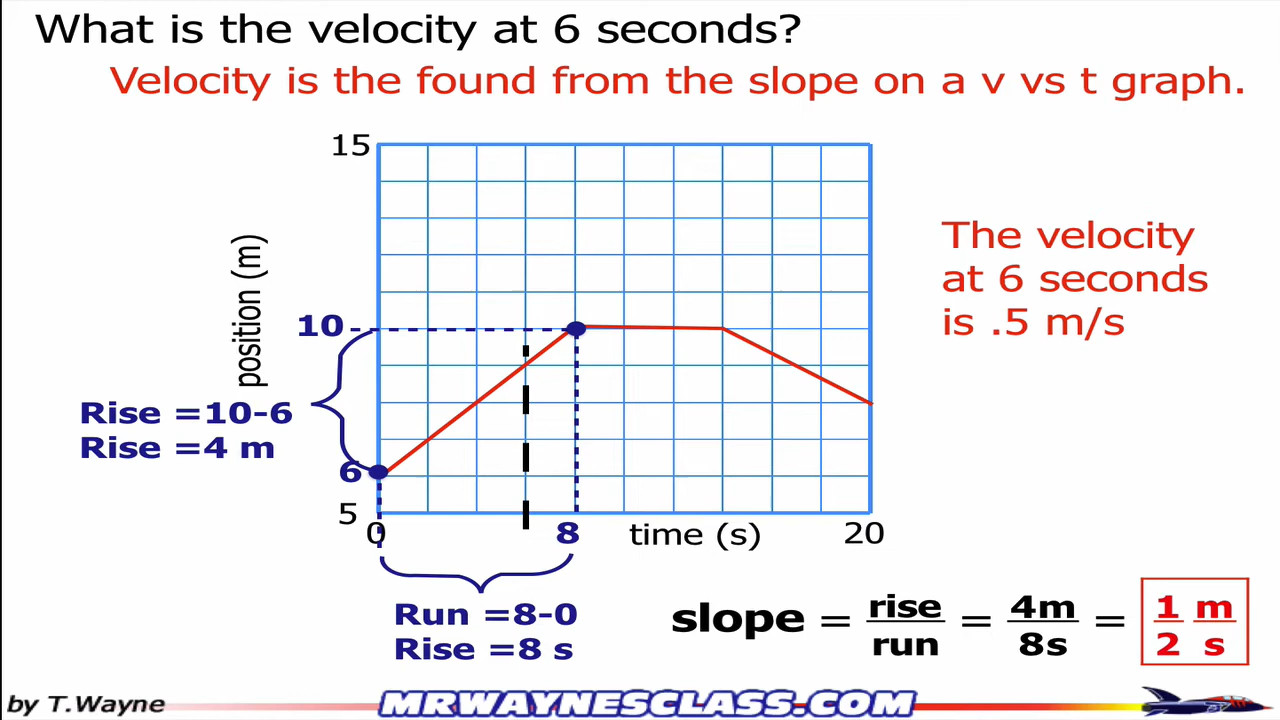 What is the velocity at 6 seconds?
Velocity is the found from the slope on a v vs t graph.
15
position (m)
10
Rise =10-6
Rise =4 m
6
5
0
8
time (s)
20
The velocity
at 6 seconds
is .5 m/s
Run =8-0
Rise =8 s
slope = rise/run = 4m/8s = 1/2 m/s
by T.Wayne
MRWAYNESCLASS.COM